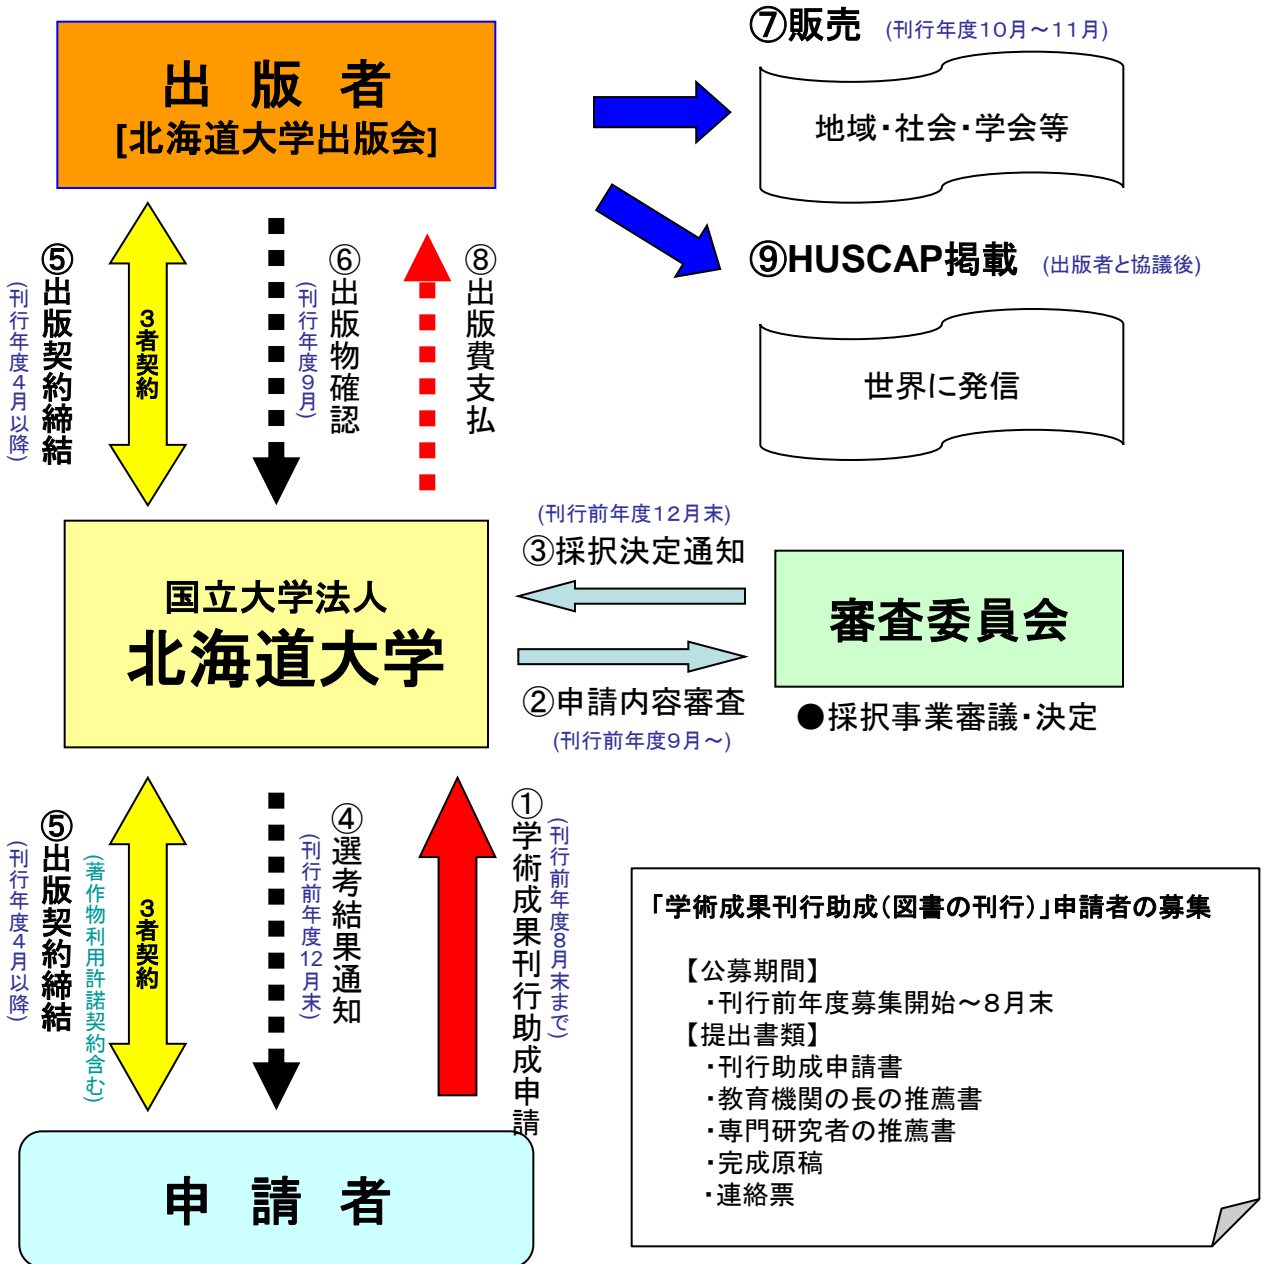 出 版 者
[北海道大学出版会]
⑦販売 (刊行年度10月～11月)
地域・社会・学会等
⑨HUSCAP掲載 (出版者と協議後)
世界に発信
⑤出版契約締結
(刊行年度4月以降)
3者契約
⑥出版物確認
(刊行年度9月)
⑧出版費支払
国立大学法人
北海道大学
(刊行前年度12月末)
③採択決定通知
②申請内容審査
(刊行前年度9月～)
審査委員会
●採択事業審議・決定
⑤出版契約締結
(刊行年度4月以降)
(著作物利用許諾契約含む)
3者契約
④選考結果通知
(刊行前年度12月末)
①学術成果刊行助成申請
(刊行前年度8月末まで)
申 請 者
「学術成果刊行助成(図書の刊行)」申請者の募集
【公募期間】
・刊行前年度募集開始～8月末
【提出書類】
・刊行助成申請書
・教育機関の長の推薦書
・専門研究者の推薦書
・完成原稿
・連絡票